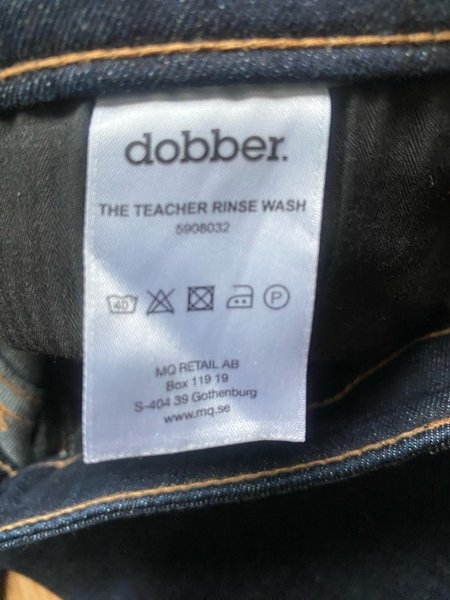 dobber.
THE TEACHER RINSE WASH
5908032
40
P
MQ RETAIL AB
Box 119 19
S-404 39 Gothenburg
www.mq.se